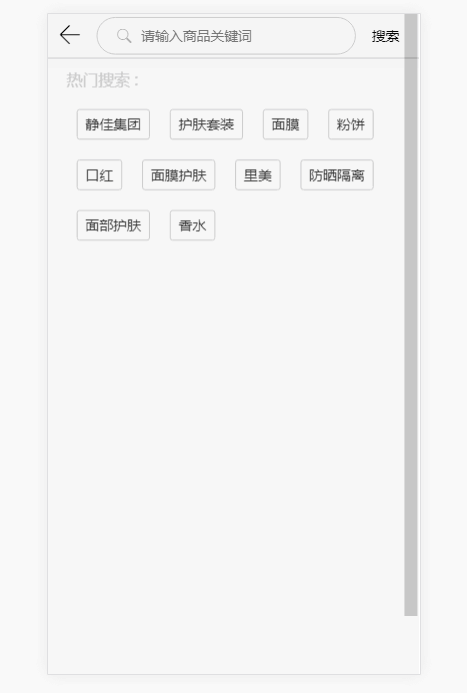 请输入商品关键词 搜索
热门搜索：
静佳集团 护肤套装 面膜 粉饼
口红 面膜护肤 里美 防晒隔离
面部护肤 香水